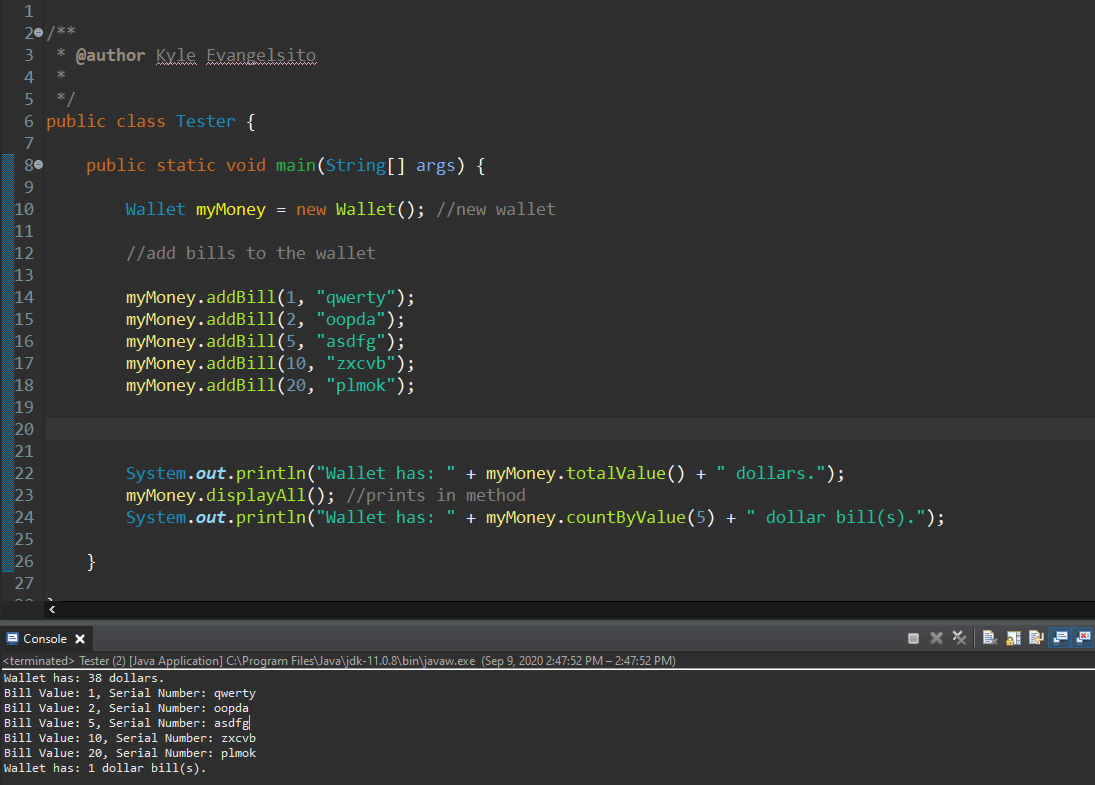 1
2 /**
3 * @author Kyle Evangelsito
4 *
5 */
6 public class Tester {
7
8 public static void main(String[] args) {
9
10 Wallet myMoney = new Wallet(); //new wallet
11
12 //add bills to the wallet
13
14 myMoney.addBill(1, "qwerty");
15 myMoney.addBill(2, "oopda");
16 myMoney.addBill(5, "asdfg");
17 myMoney.addBill(10, "zxcvb");
18 myMoney.addBill(20, "plmok");
19
20
21
22 System.out.println("Wallet has: " + myMoney.totalValue() + " dollars.");
23 myMoney.displayAll(); //prints in method
24 System.out.println("Wallet has: " + myMoney.countByValue(5) + " dollar bill(s).");
25
26 }
27
Console
<terminated> Tester (2) [Java Application] C:\Program Files\Java\jdk-11.0.8\bin\javaw.exe (Sep 9, 2020 2:47:52 PM – 2:47:52 PM)
Wallet has: 38 dollars.
Bill Value: 1, Serial Number: qwerty
Bill Value: 2, Serial Number: oopda
Bill Value: 5, Serial Number: asdfg
Bill Value: 10, Serial Number: zxcvb
Bill Value: 20, Serial Number: plmok
Wallet has: 1 dollar bill(s).